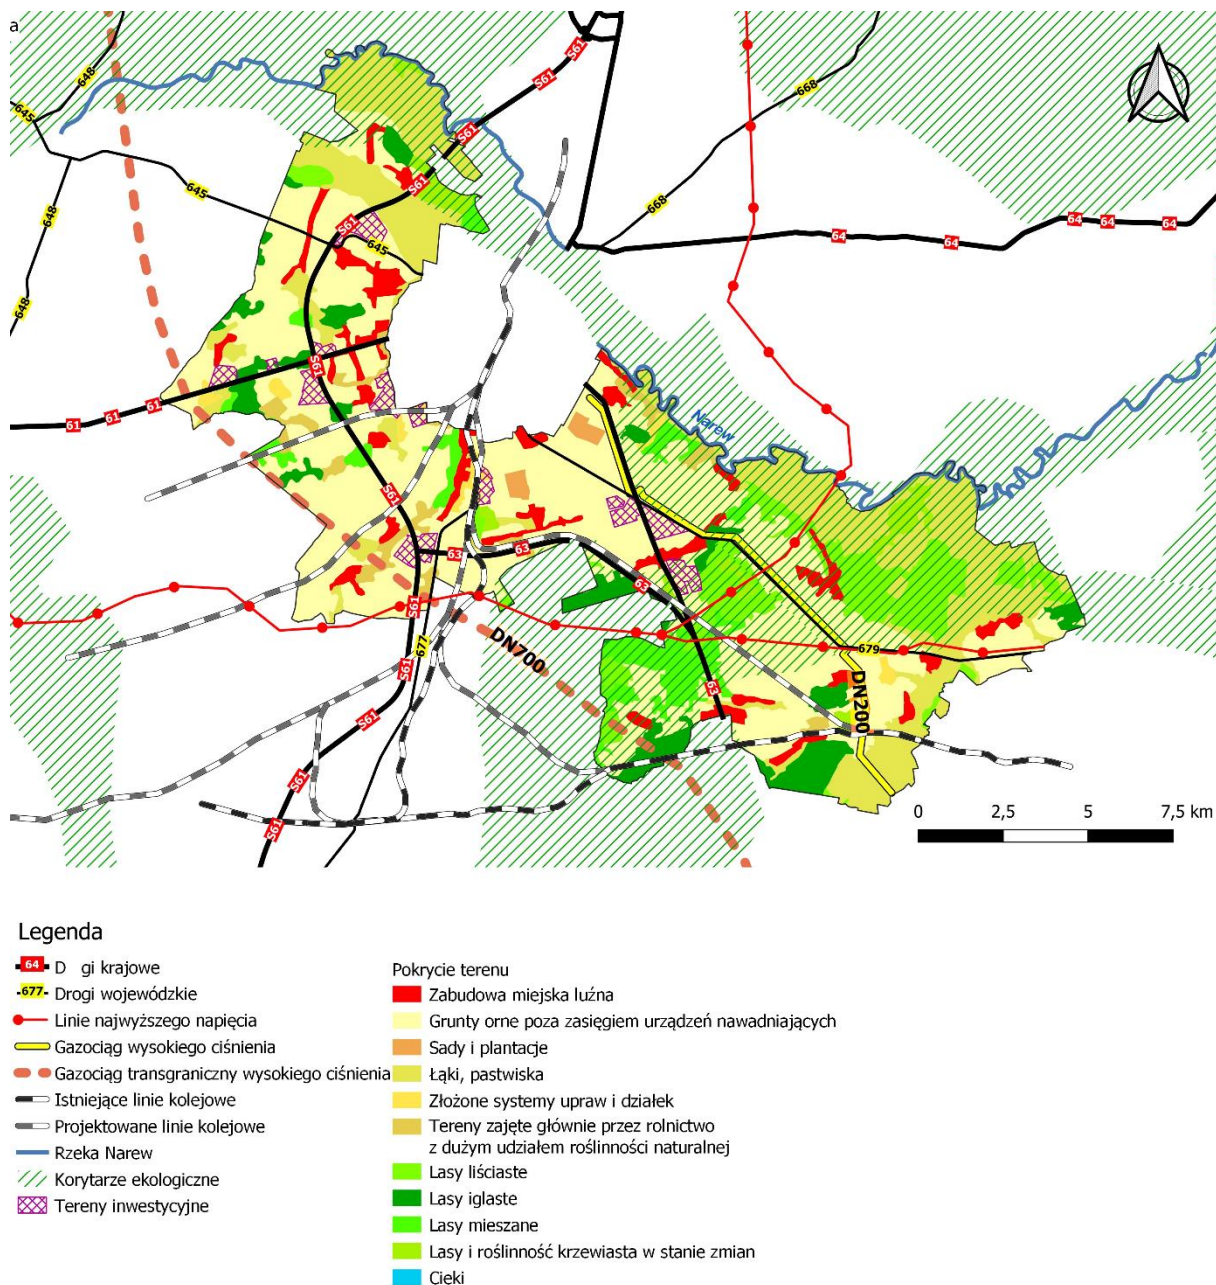 a
S61
S61
648
645
668
S61
S61
645
668
64
64
64
648
S61
64
64
645
648
S61
61
61
61
Narew
S61
63
63
63
S61
677
DN700
679
S61
63
DN200
S61
S61
S61
0 2,5 5 7,5 km
Legenda
64 D gi krajowe
677 Drogi wojewódzkie
Linie najwyższego napięcia
Gazociąg wysokiego ciśnienia
Gazociąg transgraniczny wysokiego ciśnienia
Istniejące linie kolejowe
Projektowane linie kolejowe
Rzeka Narew
Korytarze ekologiczne
Tereny inwestycyjne
Pokrycie terenu
Zabudowa miejska luźna
Grunty orne poza zasięgiem urządzeń nawadniających
Sady i plantacje
Łąki, pastwiska
Złożone systemy upraw i działek
Tereny zajęte głównie przez rolnictwo
z dużym udziałem roślinności naturalnej
Lasy liściaste
Lasy iglaste
Lasy mieszane
Lasy i roślinność krzewiasta w stanie zmian
Cieki